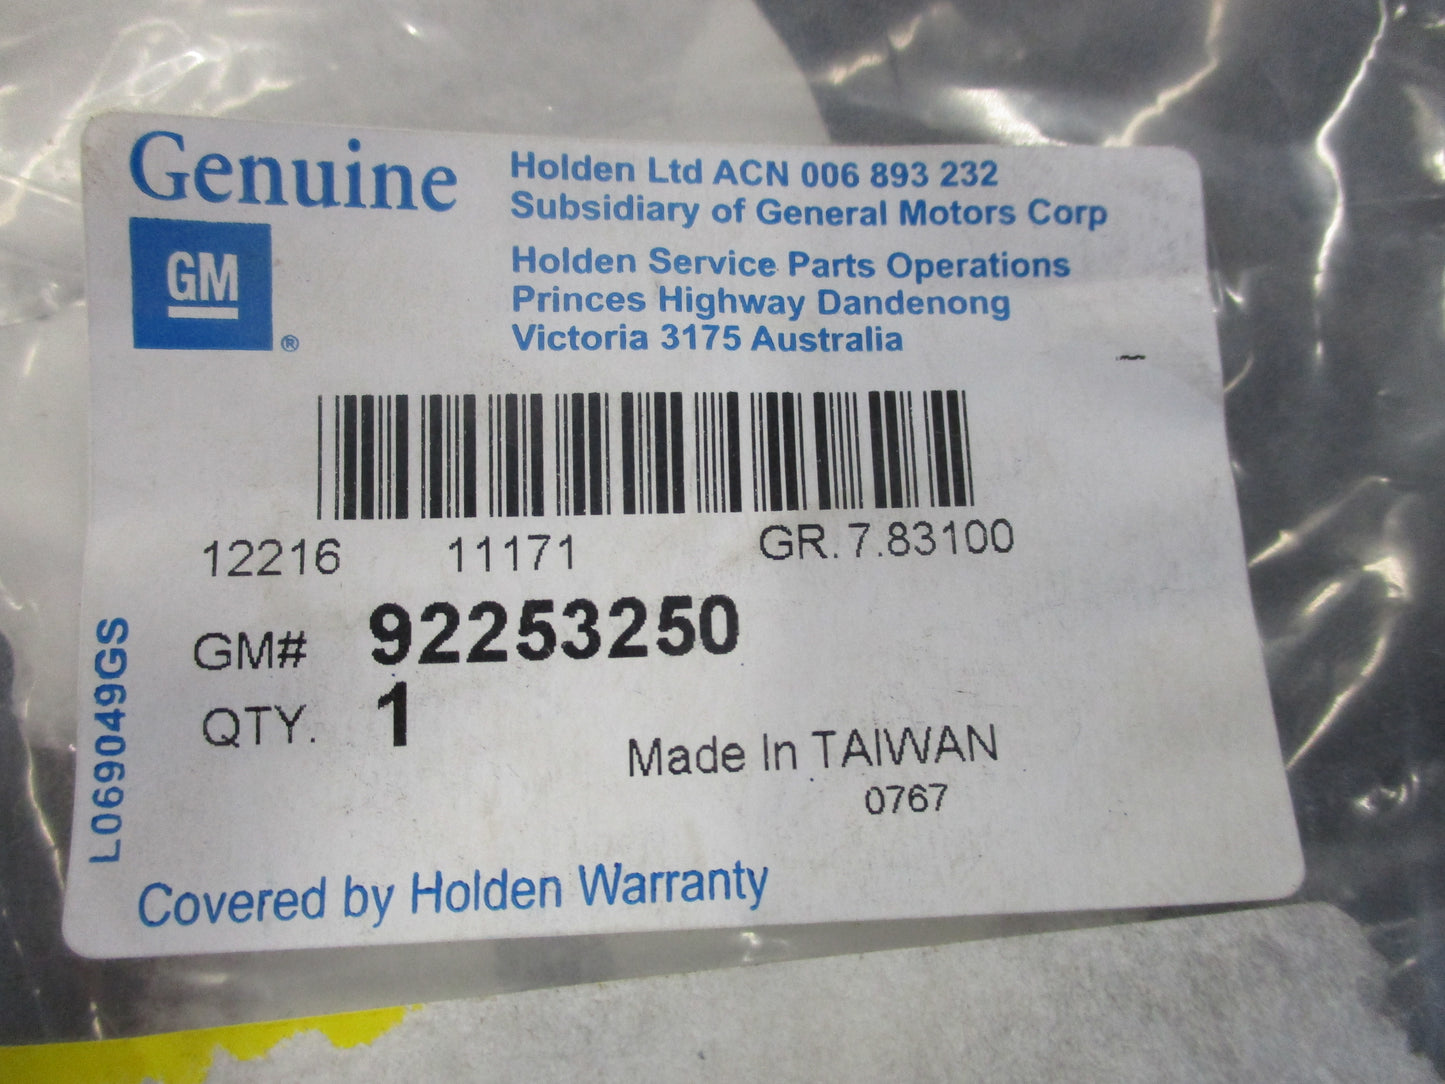 Genuine
GM
®
Holden Ltd ACN 006 893 232
Subsidiary of General Motors Corp
Holden Service Parts Operations
Princes Highway Dandenong
Victoria 3175 Australia
12216 11171 GR. 7.83100
GM# 92253250
QTY. 1
Made In TAIWAN
0767
L069049GS
Covered by Holden Warranty